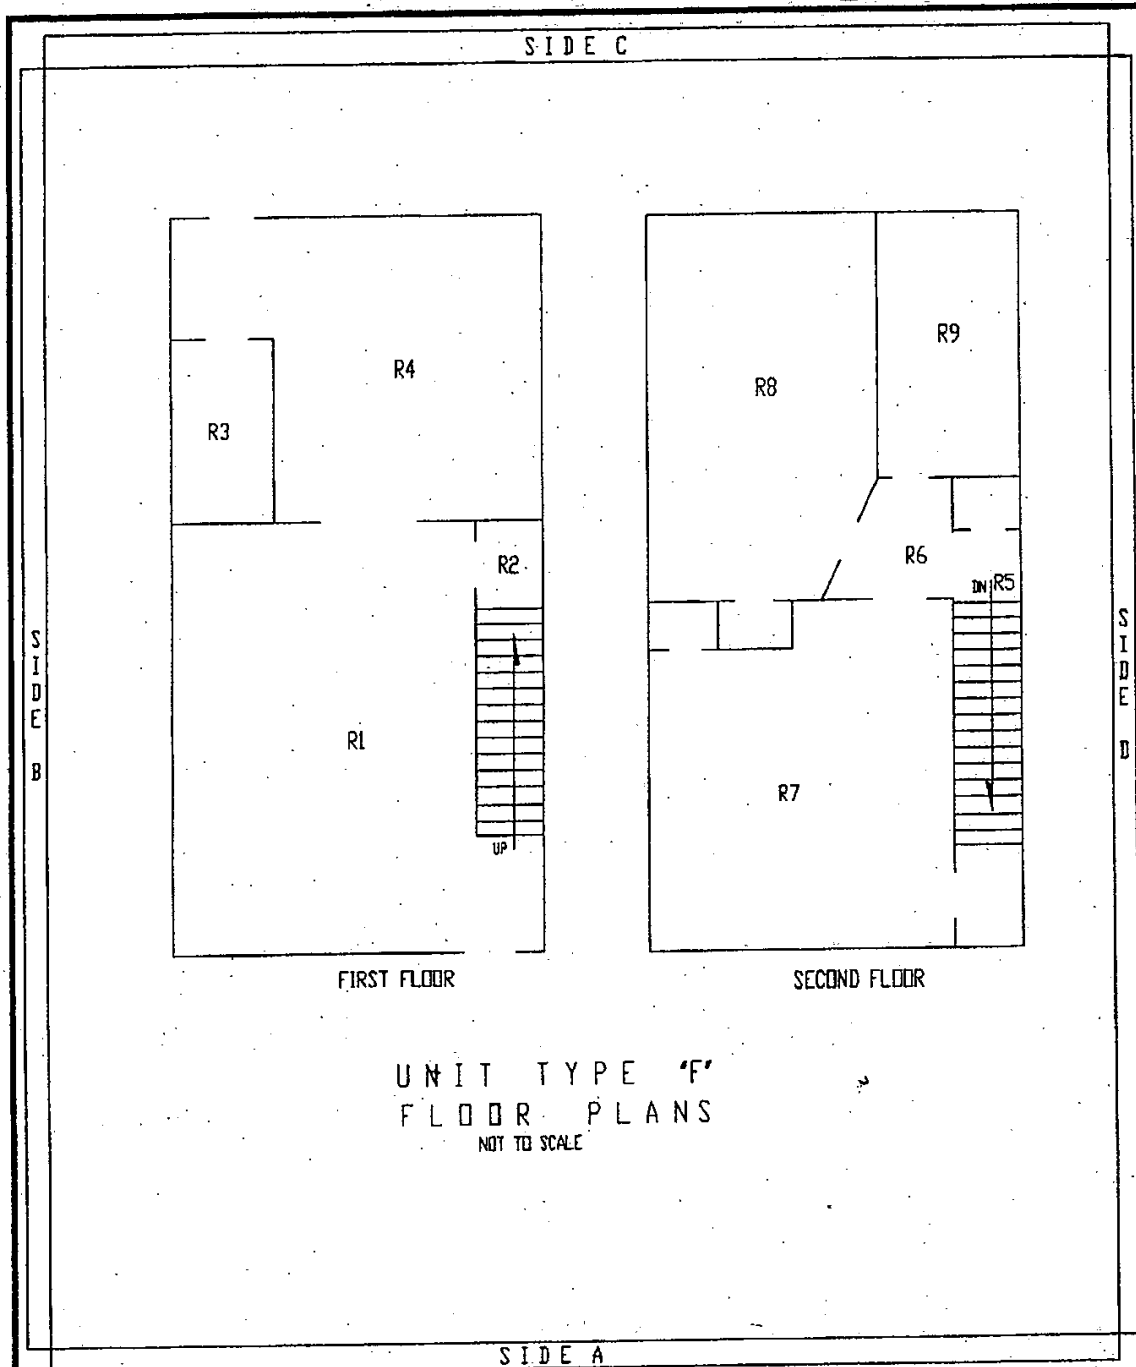 SIDE C
R4
R3
R2
R1
UP
FIRST FLOOR
R9
R8
R6
DN R5
R7
SECOND FLOOR
SIDE B
SIDE D
UNIT TYPE "F"
FLOOR PLANS
NOT TO SCALE
SIDE A